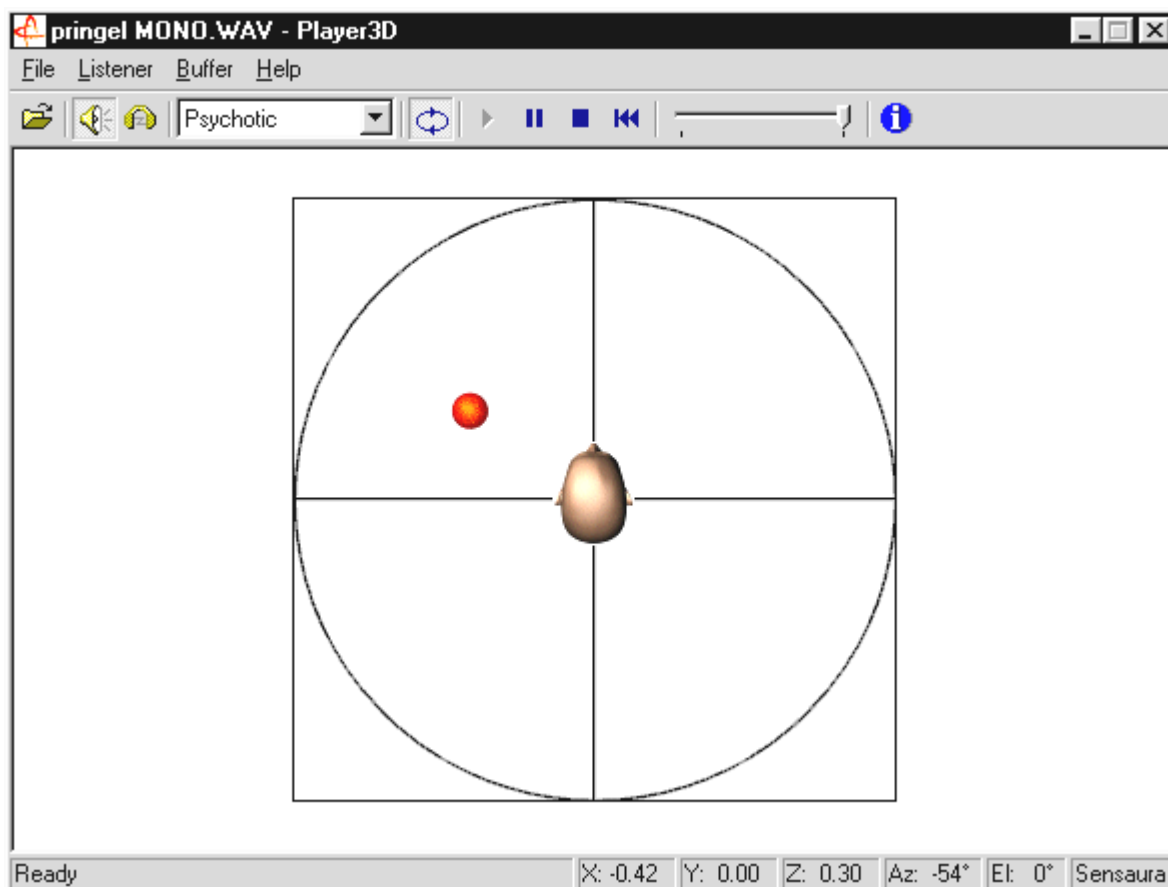 pringel MONO.WAV - Player3D
File Listener Buffer Help
Psychotic
Ready X: -0.42 Y: 0.00 Z: 0.30 Az: -54° El: 0° Sensaura